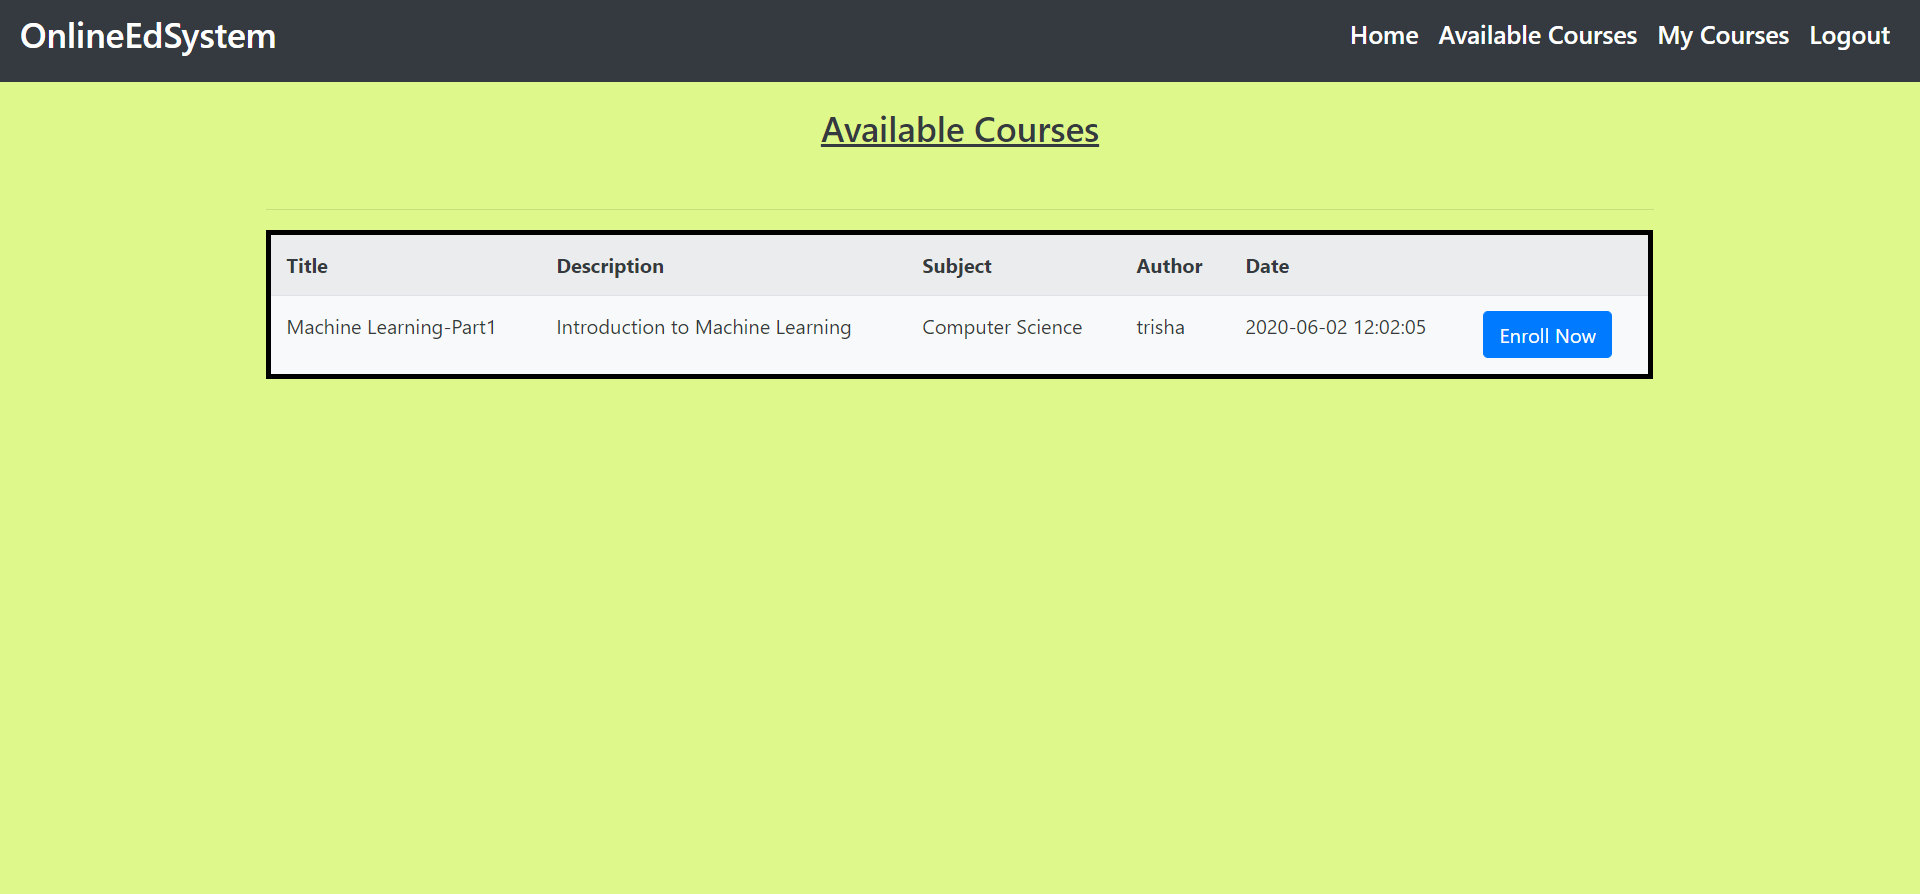 OnlineEdSystem Home Available Courses My Courses Logout
Available Courses
Title Description Subject Author Date
Machine Learning-Part1 Introduction to Machine Learning Computer Science trisha 2020-06-02 12:02:05 Enroll Now